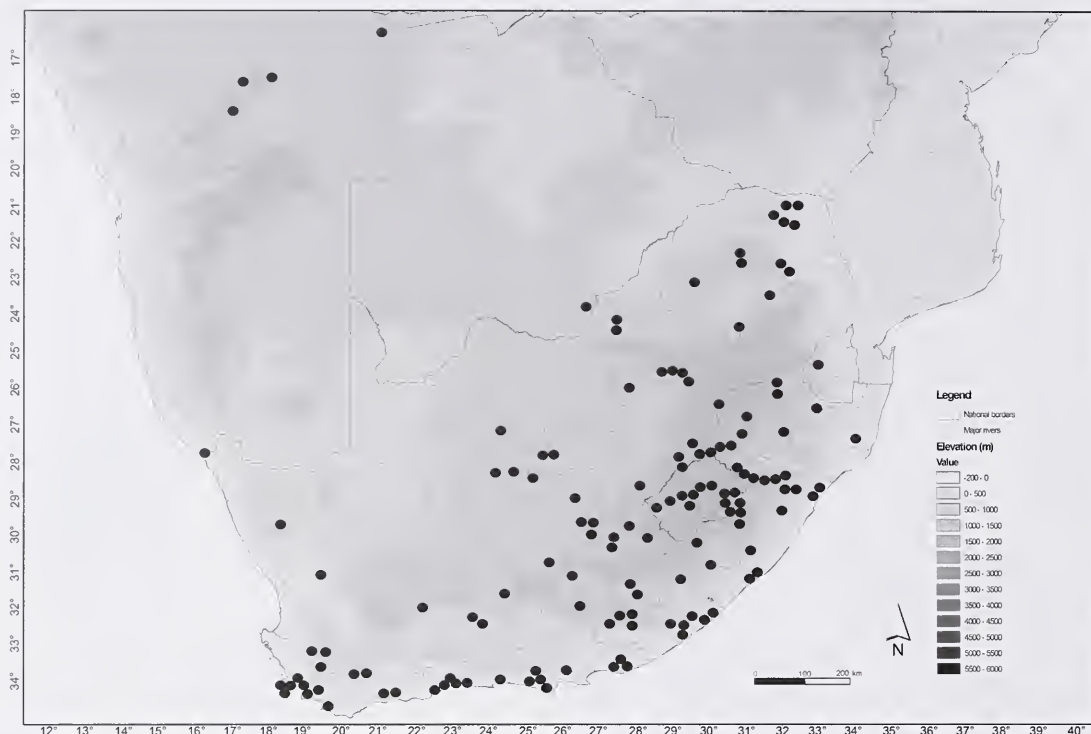 17°
18°
19°
20°
21°
22°
23°
24°
25°
26°
27°
28°
29°
30°
31°
32°
33°
34°
Legend
National borders
Major rivers
Elevation (m)
Value
-200 - 0
0 - 500
500 - 1000
1000 - 1500
1500 - 2000
2000 - 2500
2500 - 3000
3000 - 3500
3500 - 4000
4000 - 4500
4500 - 5000
5000 - 5500
5500 - 6000
N
0 100 200 km
12° 13° 14° 15° 16° 17° 18° 19° 20° 21° 22° 23° 24° 25° 26° 27° 28° 29° 30° 31° 32° 33° 34° 35° 36° 37° 38° 39° 40°